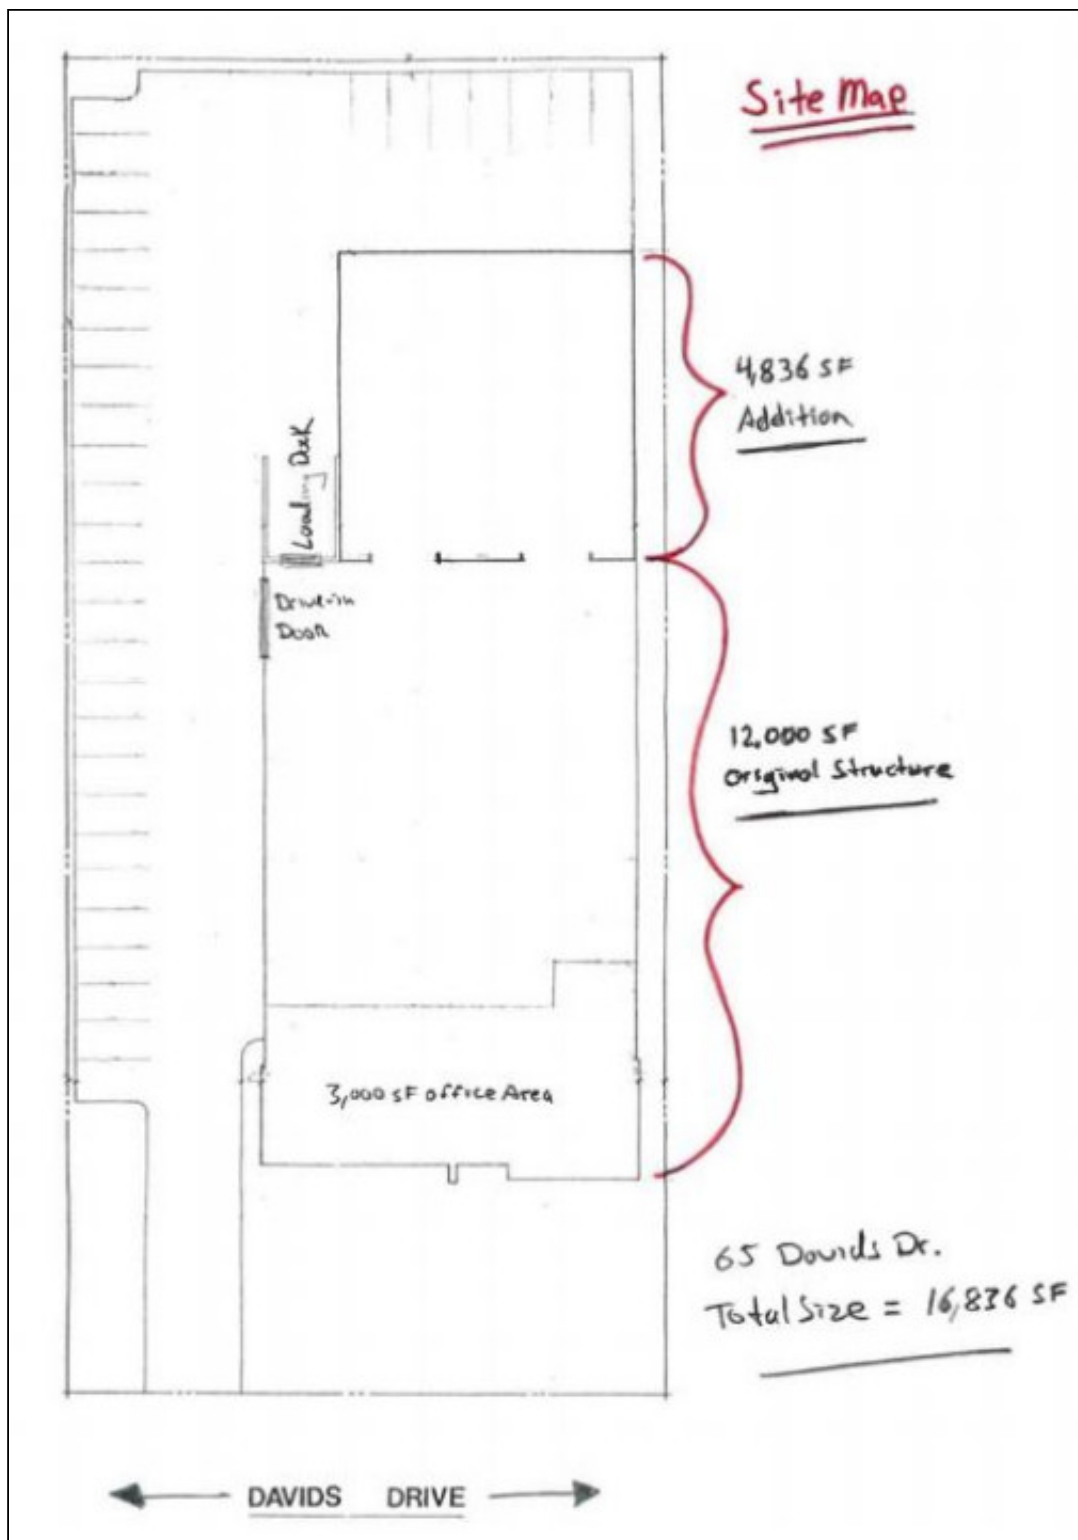 Site Map
4,836 SF
Addition
Loading Dock
Drive-in
Door
12,000 SF
Original Structure
3,000 SF Office Area
65 Davids Dr.
Total Size = 16,836 SF
DAVIDS DRIVE